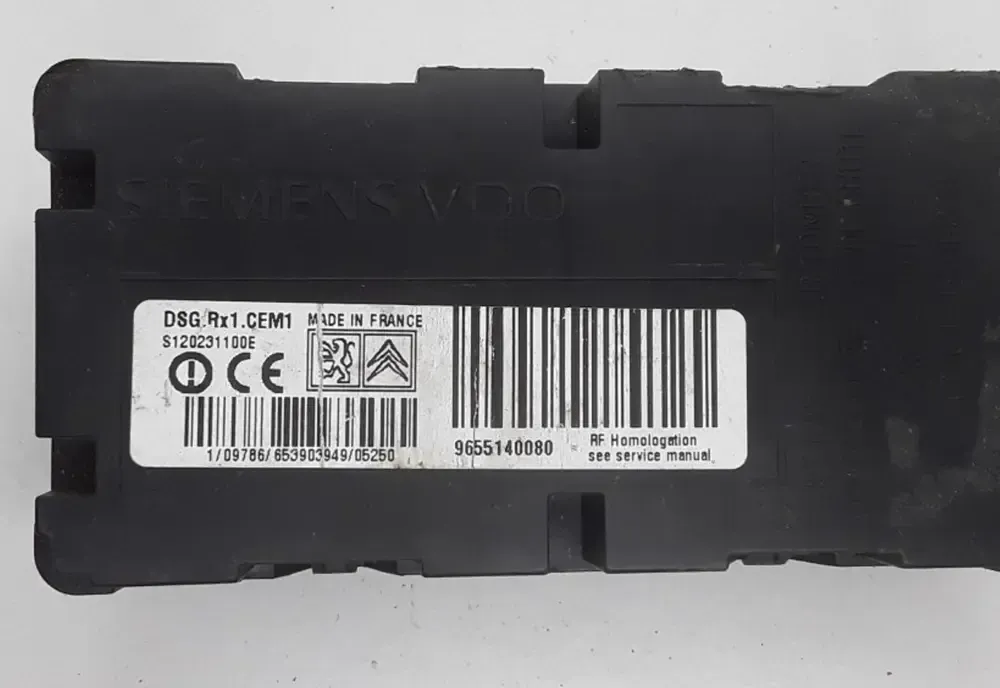 SIEMENS VDO
DSG.Rx1.CEM1 MADE IN FRANCE
S120231100E
CE
1/09786/653903949/05250
9655140080
RF Homologation
see service manual